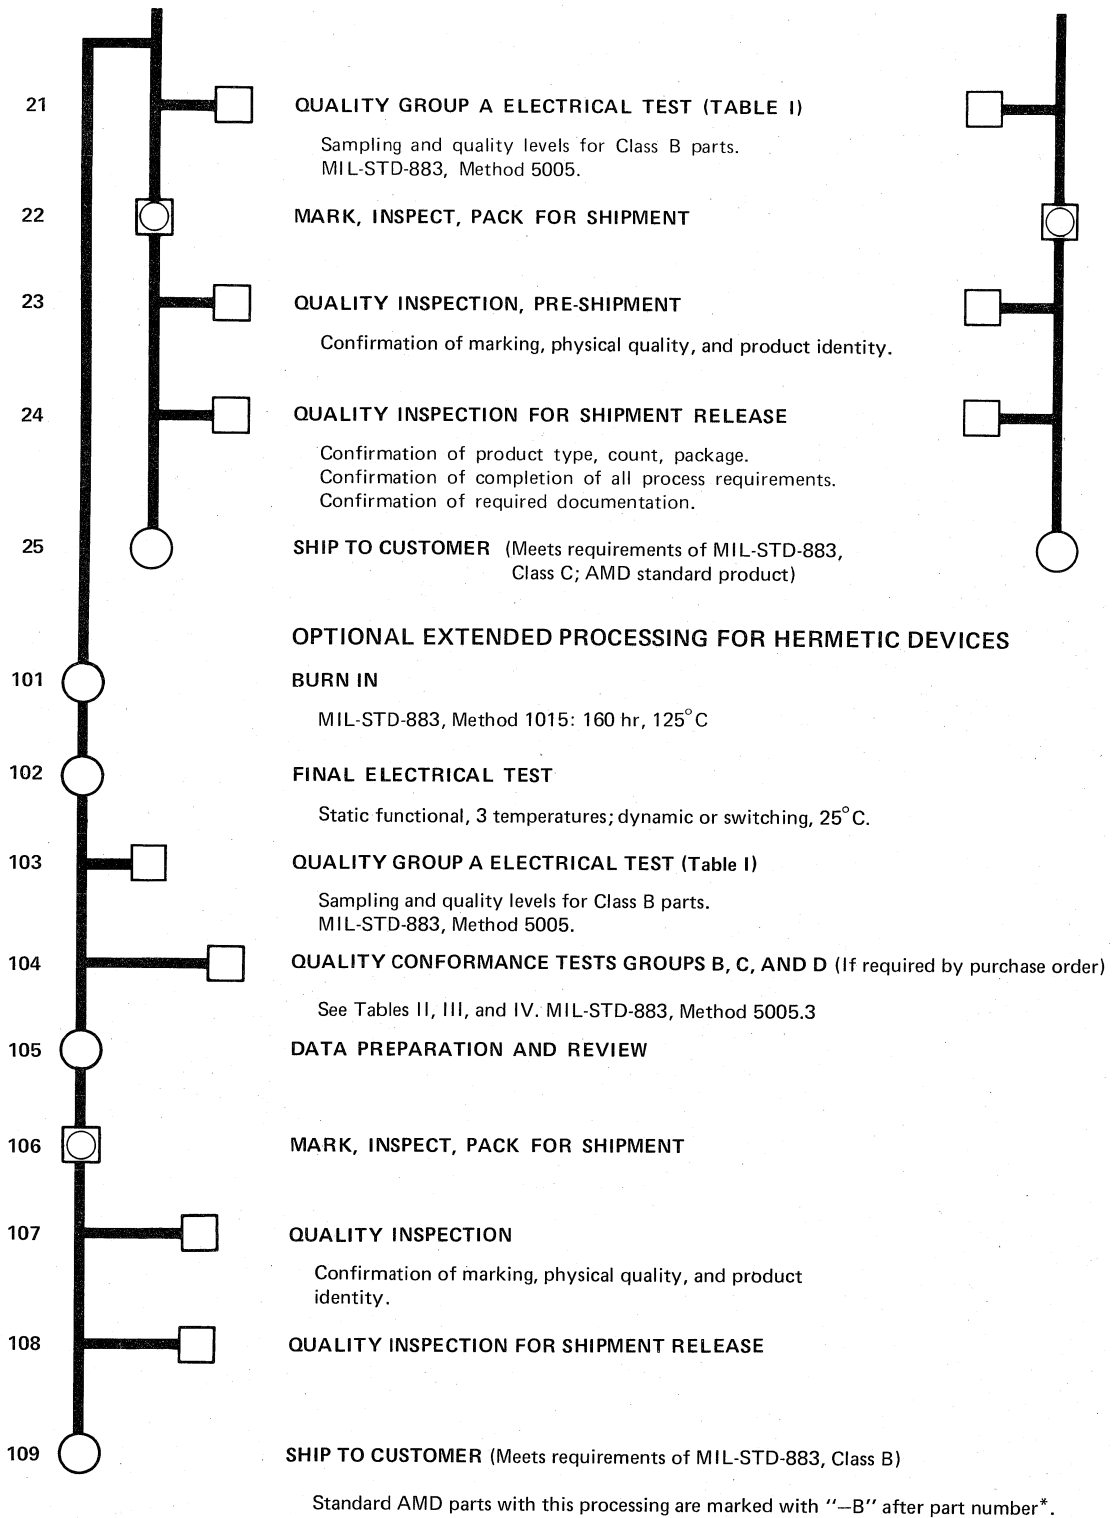 21 QUALITY GROUP A ELECTRICAL TEST (TABLE I)
Sampling and quality levels for Class B parts.
MIL-STD-883, Method 5005.
22 MARK, INSPECT, PACK FOR SHIPMENT
23 QUALITY INSPECTION, PRE-SHIPMENT
Confirmation of marking, physical quality, and product identity.
24 QUALITY INSPECTION FOR SHIPMENT RELEASE
Confirmation of product type, count, package.
Confirmation of completion of all process requirements.
Confirmation of required documentation.
25 SHIP TO CUSTOMER (Meets requirements of MIL-STD-883,
Class C; AMD standard product)
OPTIONAL EXTENDED PROCESSING FOR HERMETIC DEVICES
101 BURN IN
MIL-STD-883, Method 1015: 160 hr, 125°C
102 FINAL ELECTRICAL TEST
Static functional, 3 temperatures; dynamic or switching, 25°C.
103 QUALITY GROUP A ELECTRICAL TEST (Table I)
Sampling and quality levels for Class B parts.
MIL-STD-883, Method 5005.
104 QUALITY CONFORMANCE TESTS GROUPS B, C, AND D (If required by purchase order)
See Tables II, III, and IV. MIL-STD-883, Method 5005.3
105 DATA PREPARATION AND REVIEW
106 MARK, INSPECT, PACK FOR SHIPMENT
107 QUALITY INSPECTION
Confirmation of marking, physical quality, and product
identity.
108 QUALITY INSPECTION FOR SHIPMENT RELEASE
109 SHIP TO CUSTOMER (Meets requirements of MIL-STD-883, Class B)
Standard AMD parts with this processing are marked with "—B" after part number*.